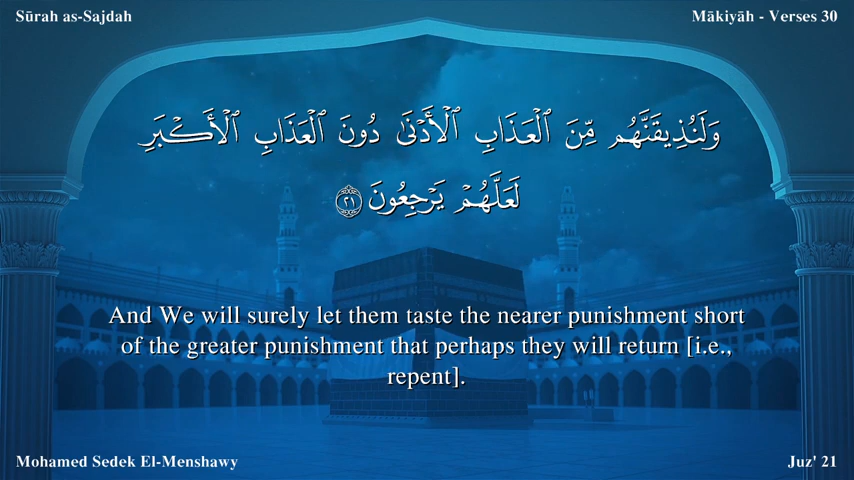 Sūrah as-Sajdah
Mākiyāh - Verses 30
وَلَنُذِيقَنَّهُم مِّنَ ٱلْعَذَابِ ٱلْأَدْنَىٰ دُونَ ٱلْعَذَابِ ٱلْأَكْبَرِ
لَعَلَّهُمْ يَرْجِعُونَ ٢١
And We will surely let them taste the nearer punishment short
of the greater punishment that perhaps they will return [i.e.,
repent].
Mohamed Sedek El-Menshawy
Juz' 21